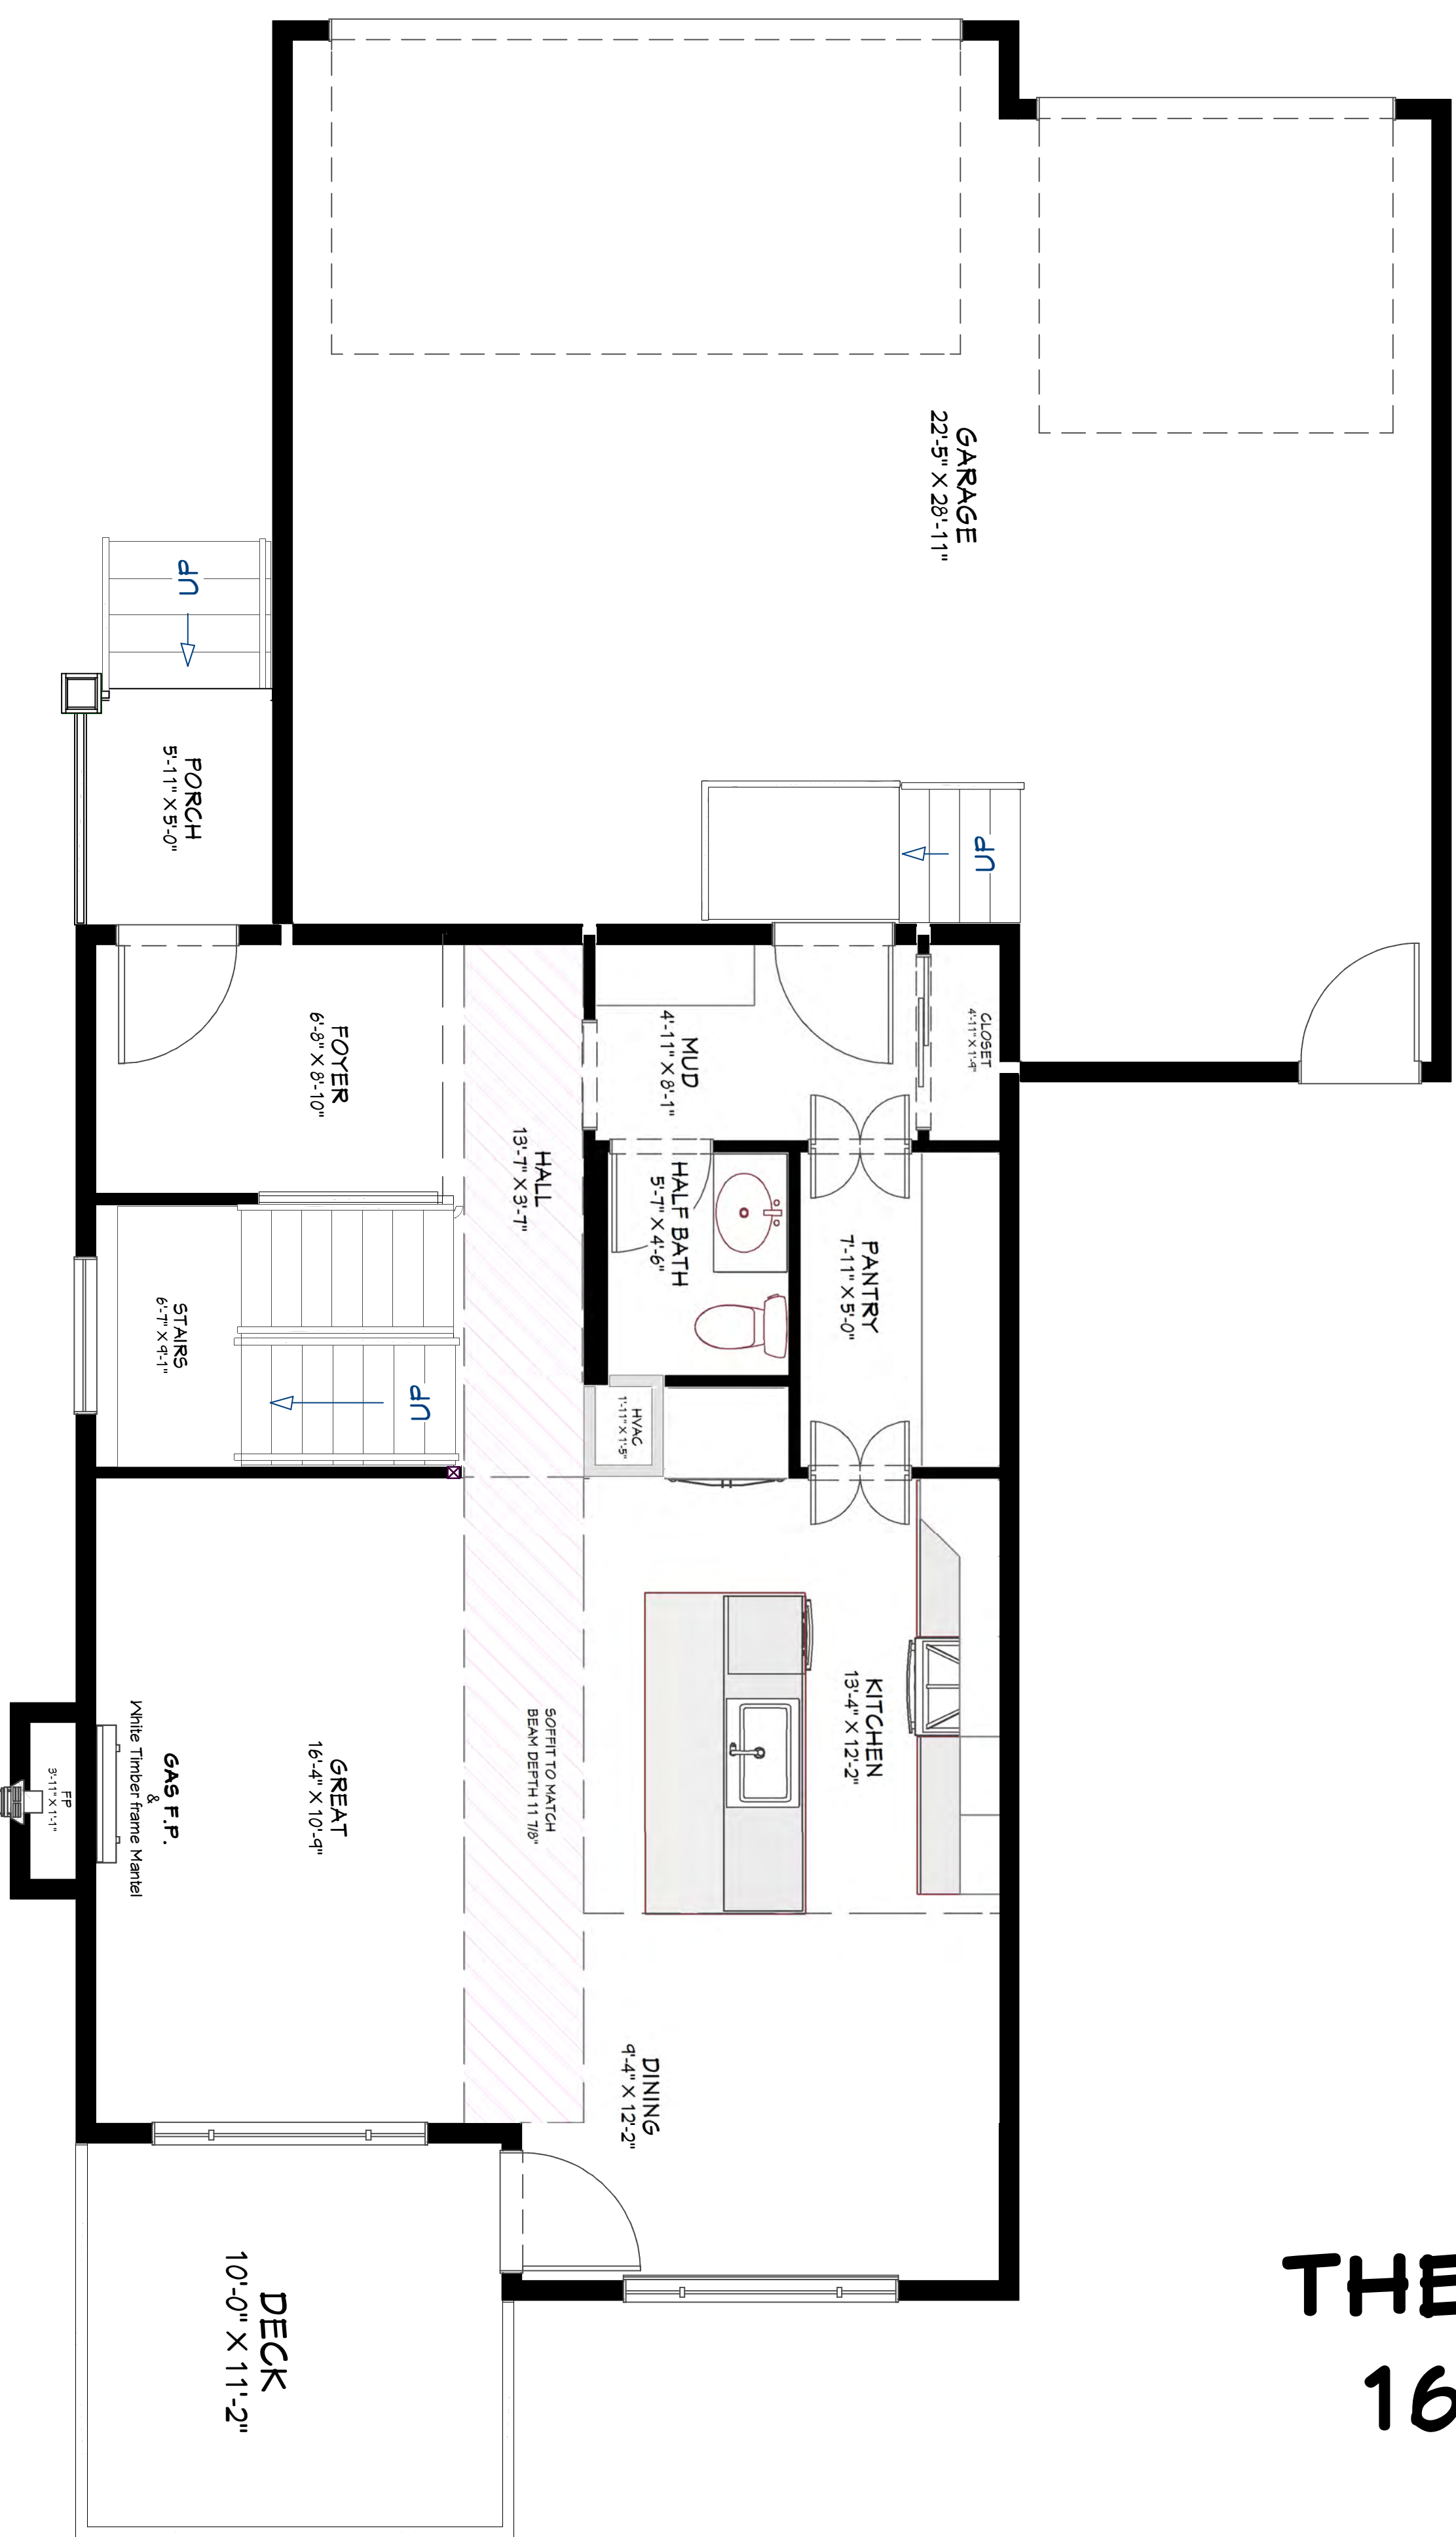 GARAGE
22'-5" X 28'-11"
UP
PORCH
5'-11" X 5'-0"
UP
CLOSET
4'-11" X 1'-9"
MUD
4'-11" X 8'-1"
FOYER
6'-8" X 8'-10"
HALL
13'-7" X 3'-7"
HALF BATH
5'-7" X 4'-6"
PANTRY
7'-11" X 5'-0"
STAIRS
6'-7" X 9'-1"
UP
HVAC
1'-11" X 1'-5"
KITCHEN
13'-4" X 12'-2"
SOFFIT TO MATCH
BEAM DEPTH 11 7/8"
GREAT
16'-4" X 10'-9"
GAS F.P.
&
White Timber frame Mantel
FP
3'-11" X 1'-1"
DINING
9'-4" X 12'-2"
DECK
10'-0" X 11'-2"
THE
16